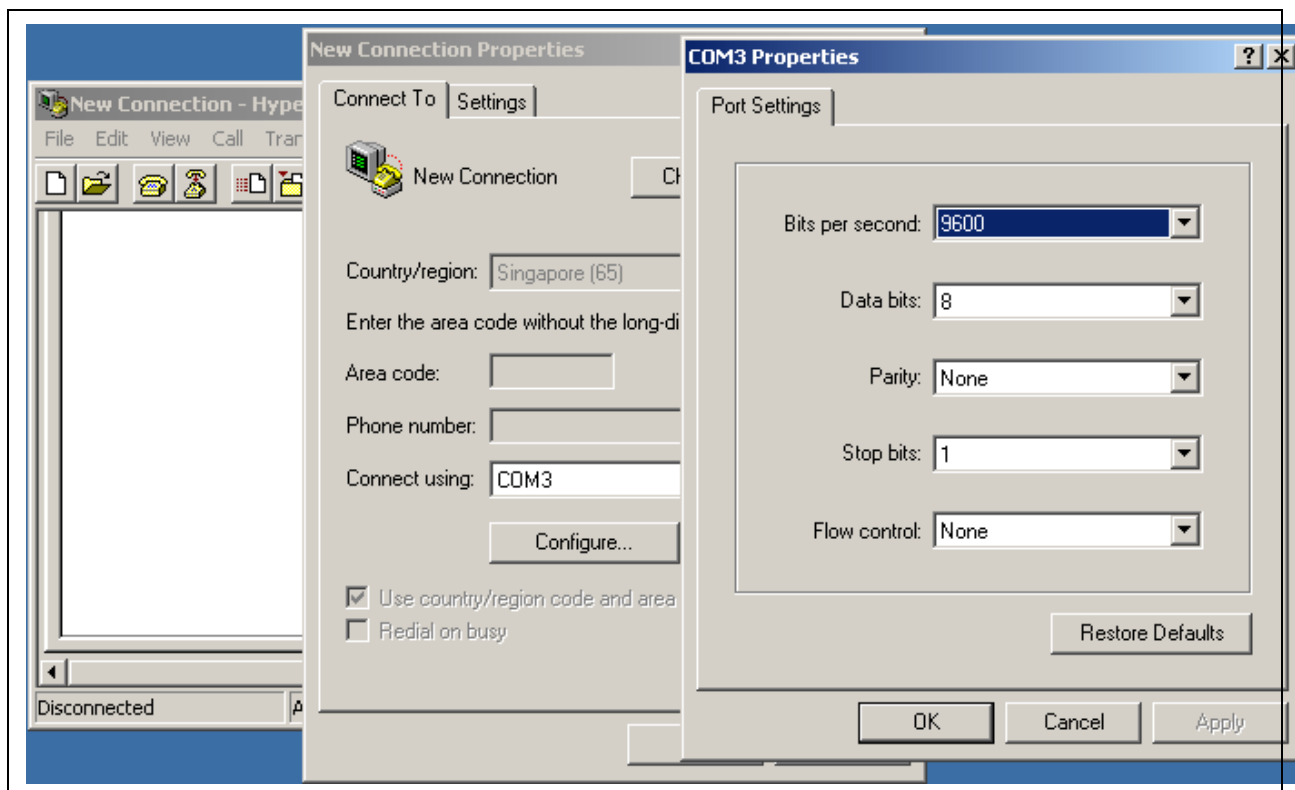 New Connection - Hype
File Edit View Call Tran
Disconnected
New Connection Properties
Connect To Settings
New Connection
Country/region: Singapore (65)
Enter the area code without the long-di
Area code:
Phone number:
Connect using: COM3
Configure...
Use country/region code and area
Redial on busy
COM3 Properties
Port Settings
Bits per second: 9600
Data bits: 8
Parity: None
Stop bits: 1
Flow control: None
Restore Defaults
OK Cancel Apply